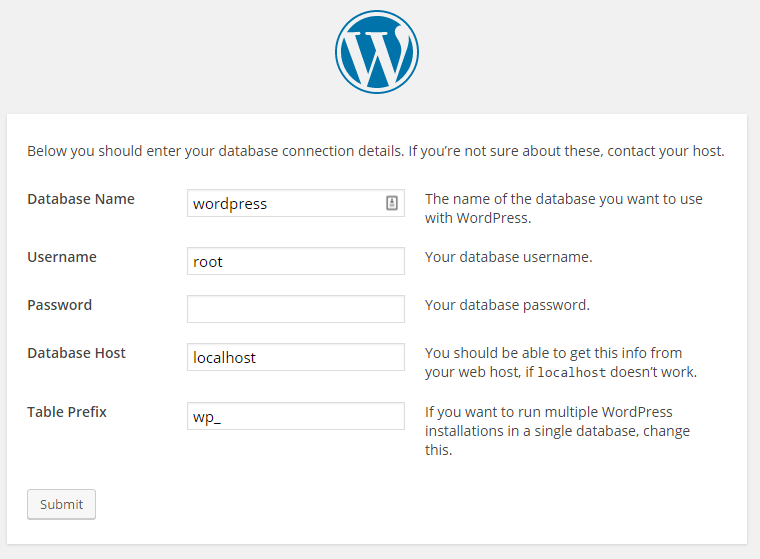 Below you should enter your database connection details. If you’re not sure about these, contact your host.
Database Name
wordpress
The name of the database you want to use
with WordPress.
Username
root
Your database username.
Password
Your database password.
Database Host
localhost
You should be able to get this info from
your web host, if localhost doesn’t work.
Table Prefix
wp_
If you want to run multiple WordPress
installations in a single database, change
this.
Submit